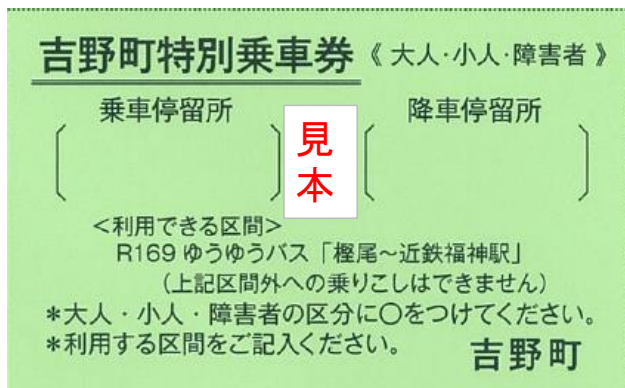 吉野町特別乗車券《 大人・小人・障害者 》
乗車停留所
降車停留所
見本
<利用できる区間>
R169 ゆうゆうバス「樫尾～近鉄福神駅」
(上記区間外への乗りこしはできません)
*大人・小人・障害者の区分に○をつけてください。
*利用する区間をご記入ください。
吉野町